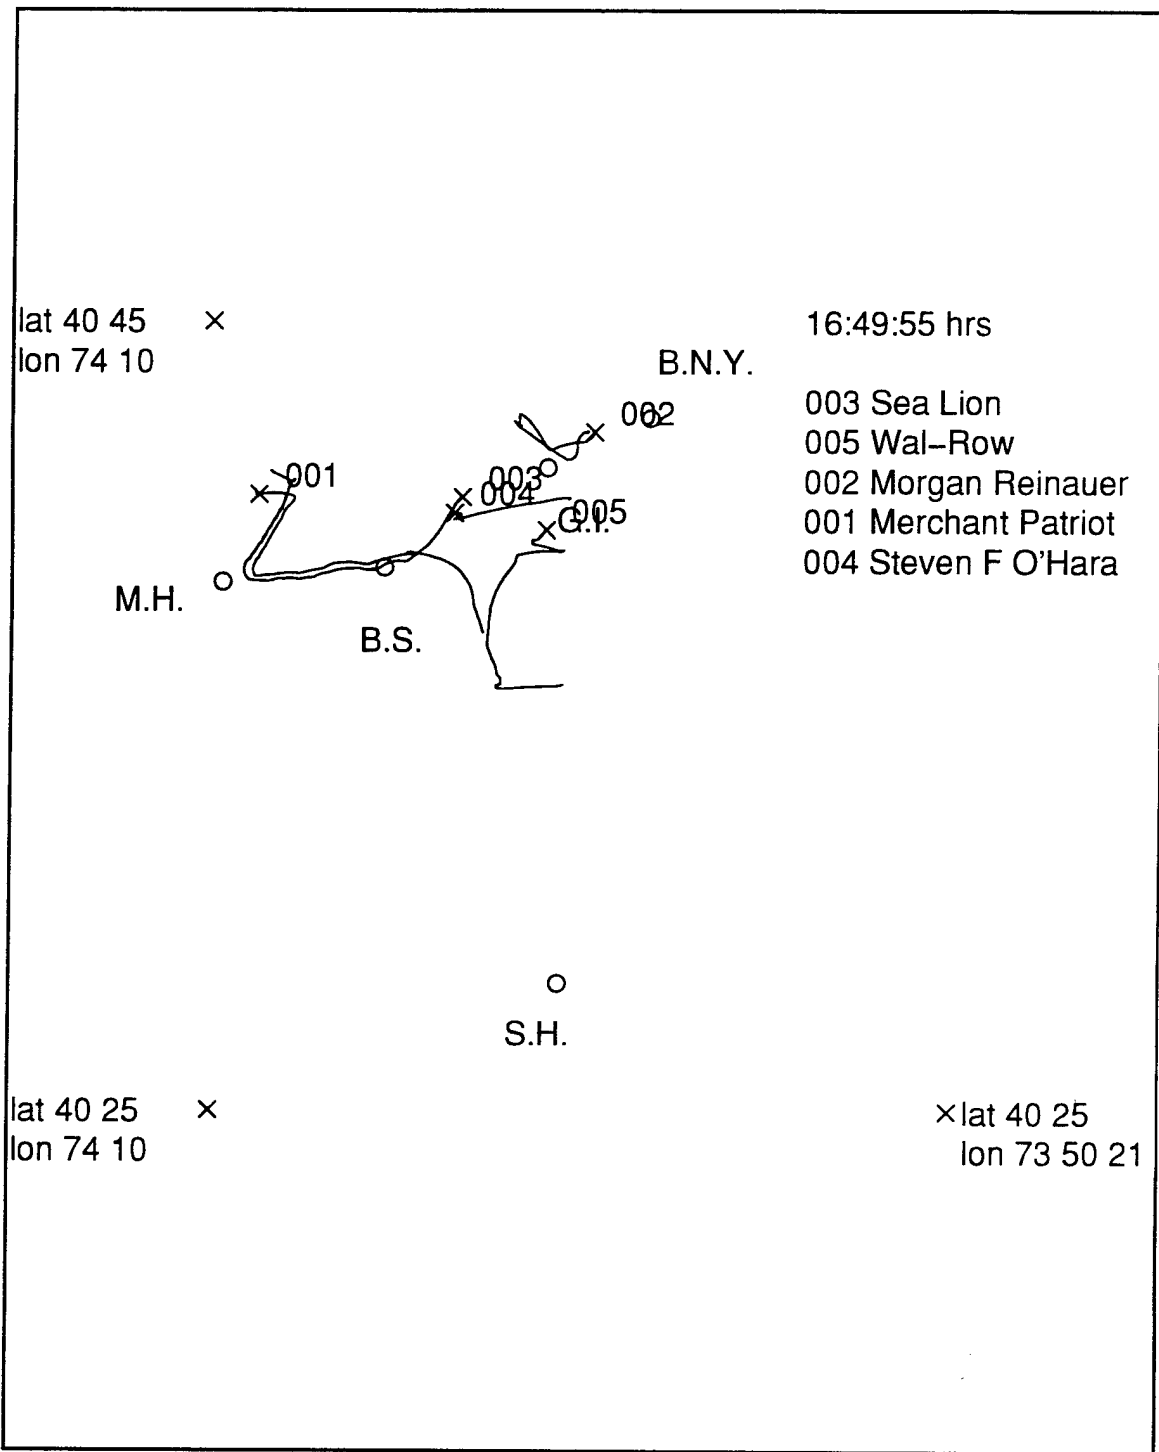 lat 40 45
lon 74 10
16:49:55 hrs
B.N.Y.
003 Sea Lion
005 Wal–Row
002 Morgan Reinauer
001 Merchant Patriot
004 Steven F O'Hara
002
001
003
004
005
G.I.
M.H.
B.S.
S.H.
lat 40 25
lon 74 10
lat 40 25
lon 73 50 21